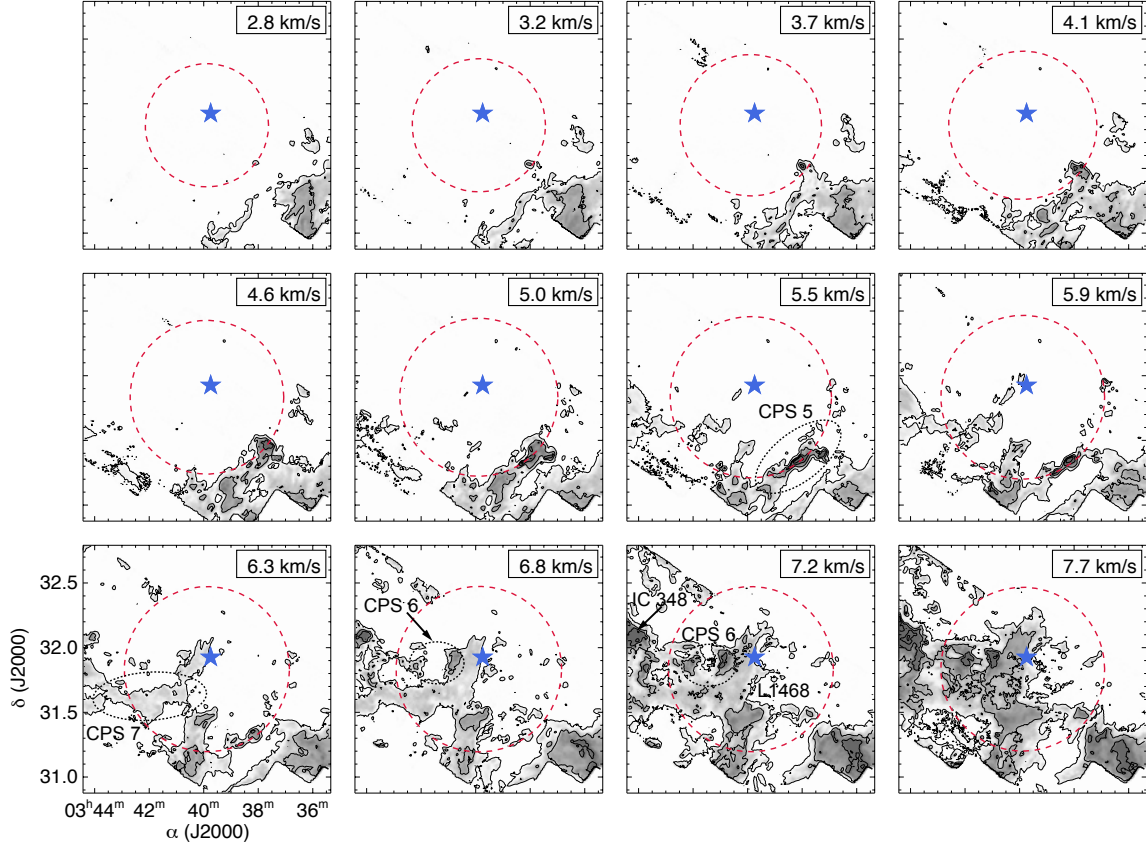 2.8 km/s
3.2 km/s
3.7 km/s
4.1 km/s
4.6 km/s
5.0 km/s
5.5 km/s
5.9 km/s
CPS 5
6.3 km/s
6.8 km/s
7.2 km/s
7.7 km/s
32.5
32.0
31.5
31.0
δ (J2000)
CPS 7
CPS 6
IC 348
CPS 6
L1468
03ʰ44ᵐ 42 40 38 36ᵐ
α (J2000)